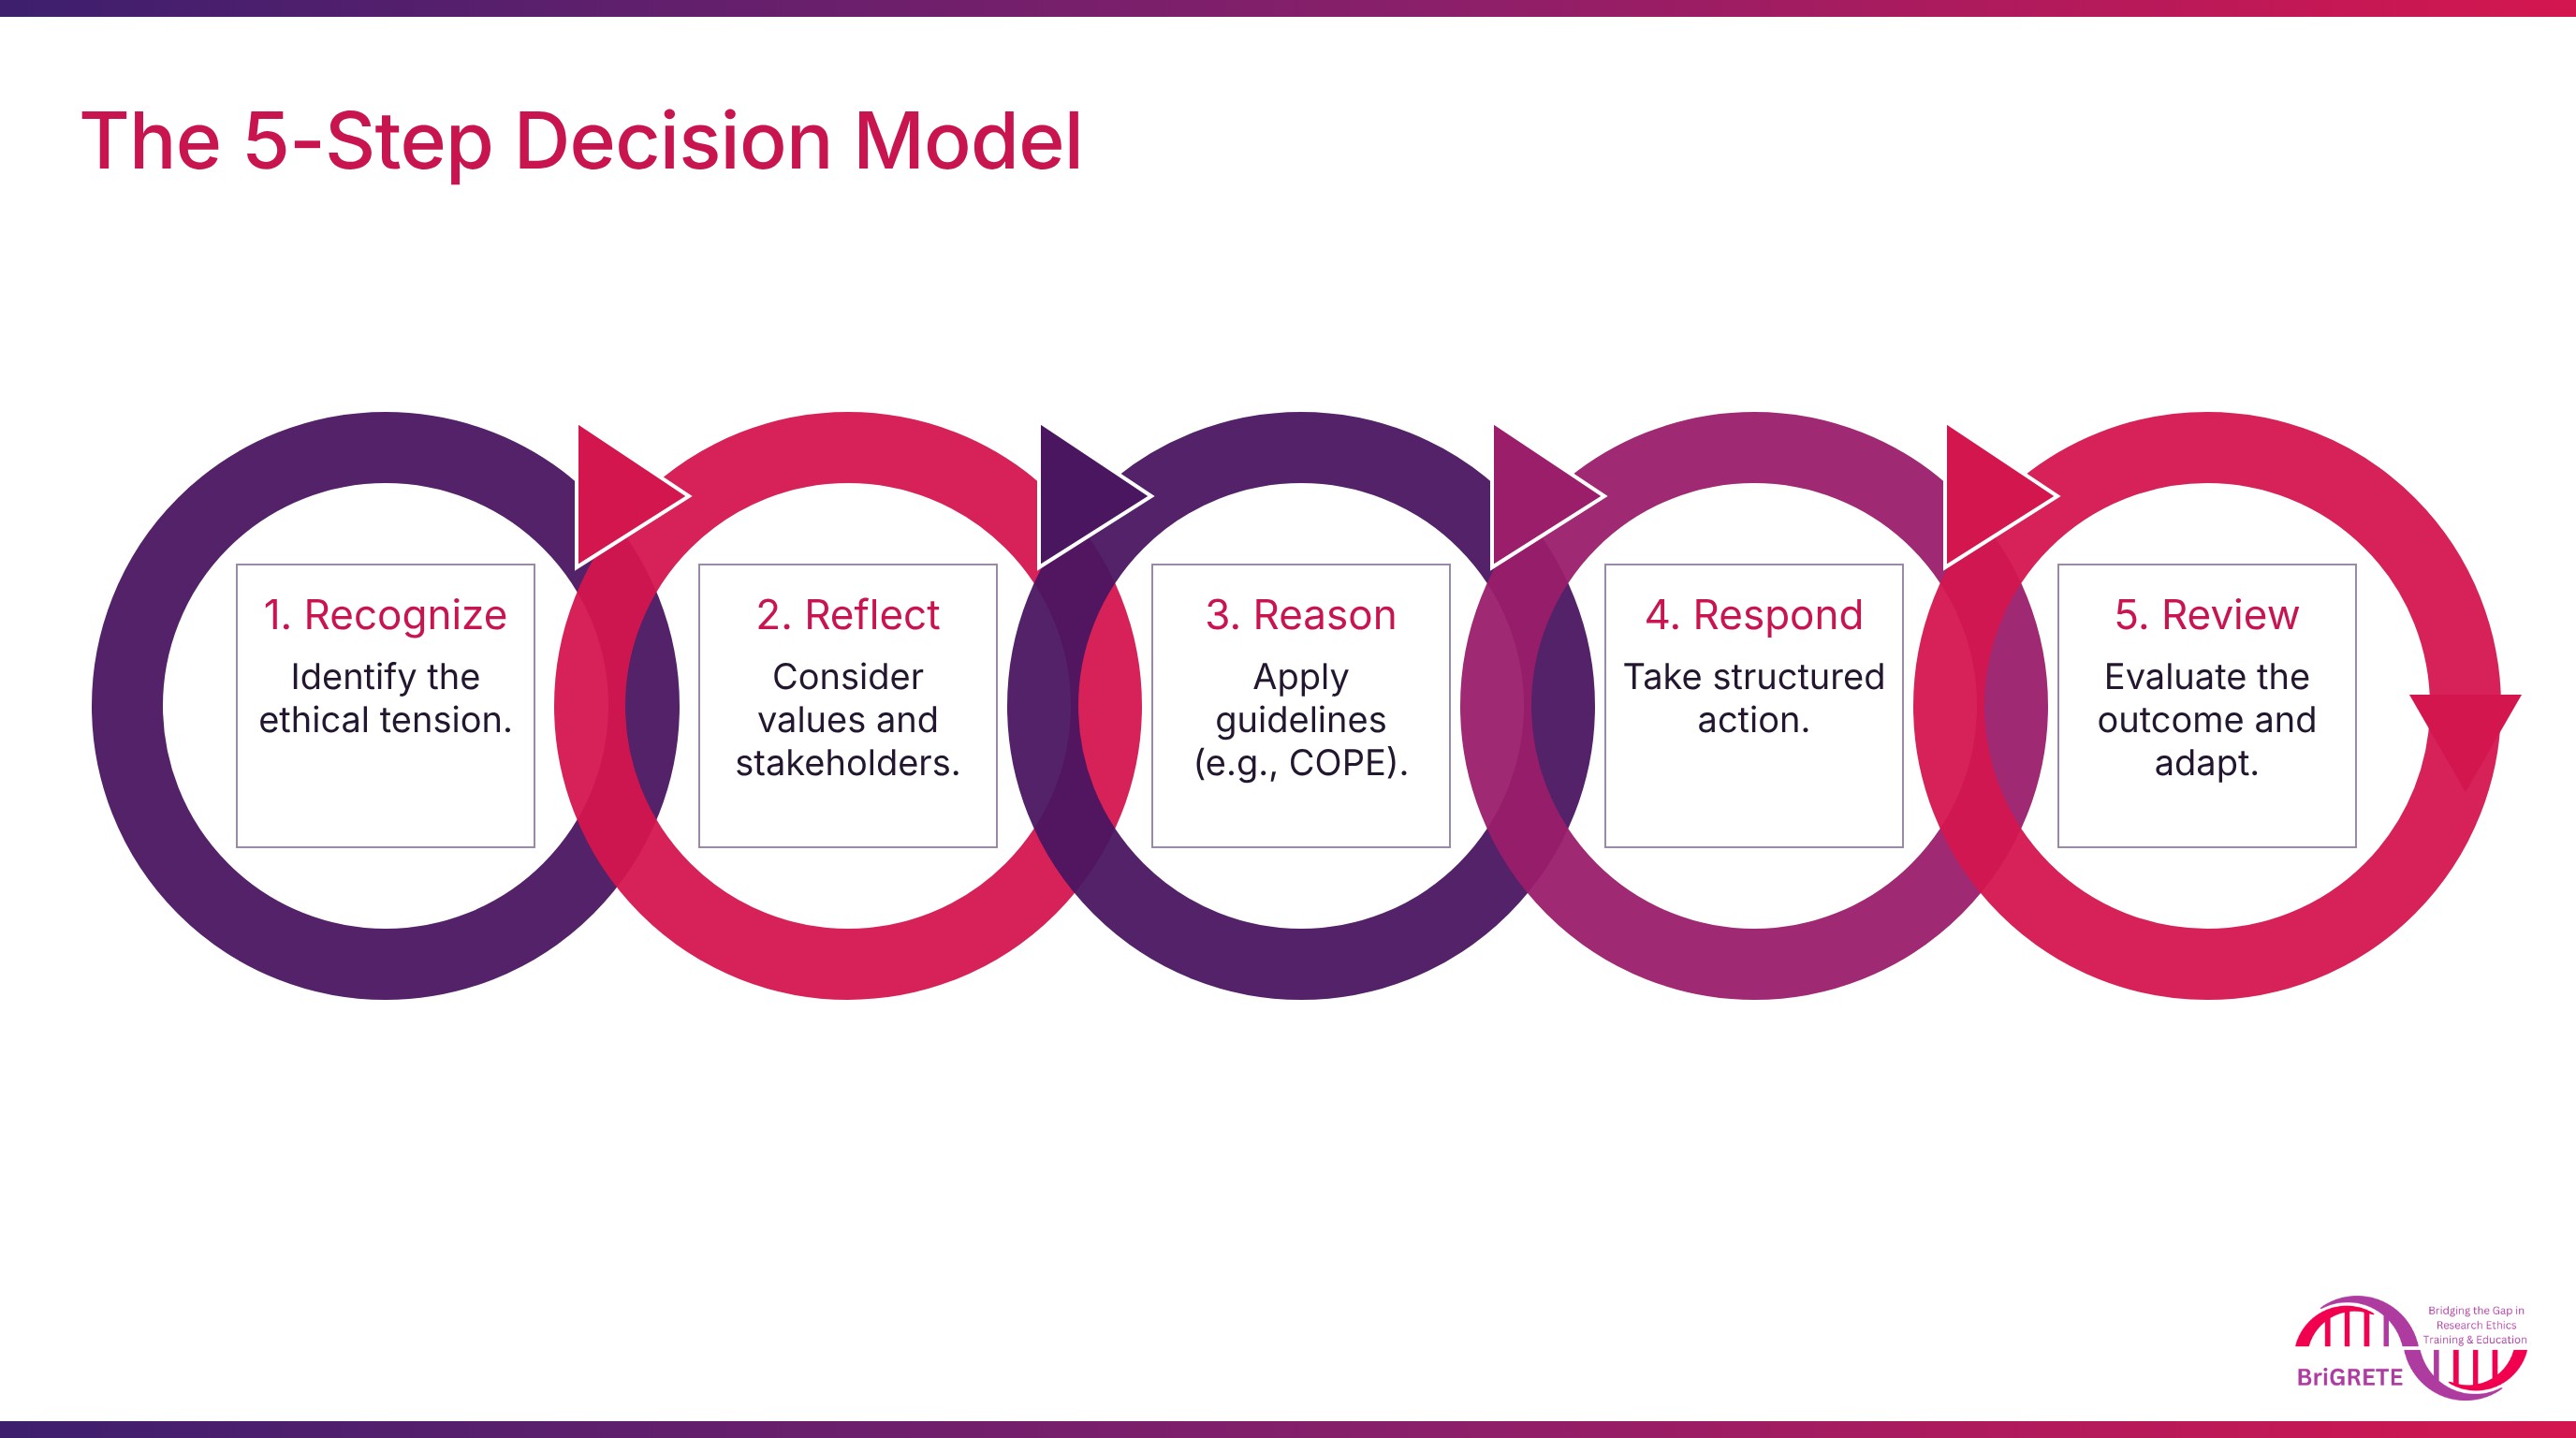 The 5-Step Decision Model
1. Recognize
Identify the
ethical tension.
2. Reflect
Consider
values and
stakeholders.
3. Reason
Apply
guidelines
(e.g., COPE).
4. Respond
Take structured
action.
5. Review
Evaluate the
outcome and
adapt.
Bridging the Gap in
Research Ethics
Training & Education
BriGRETE